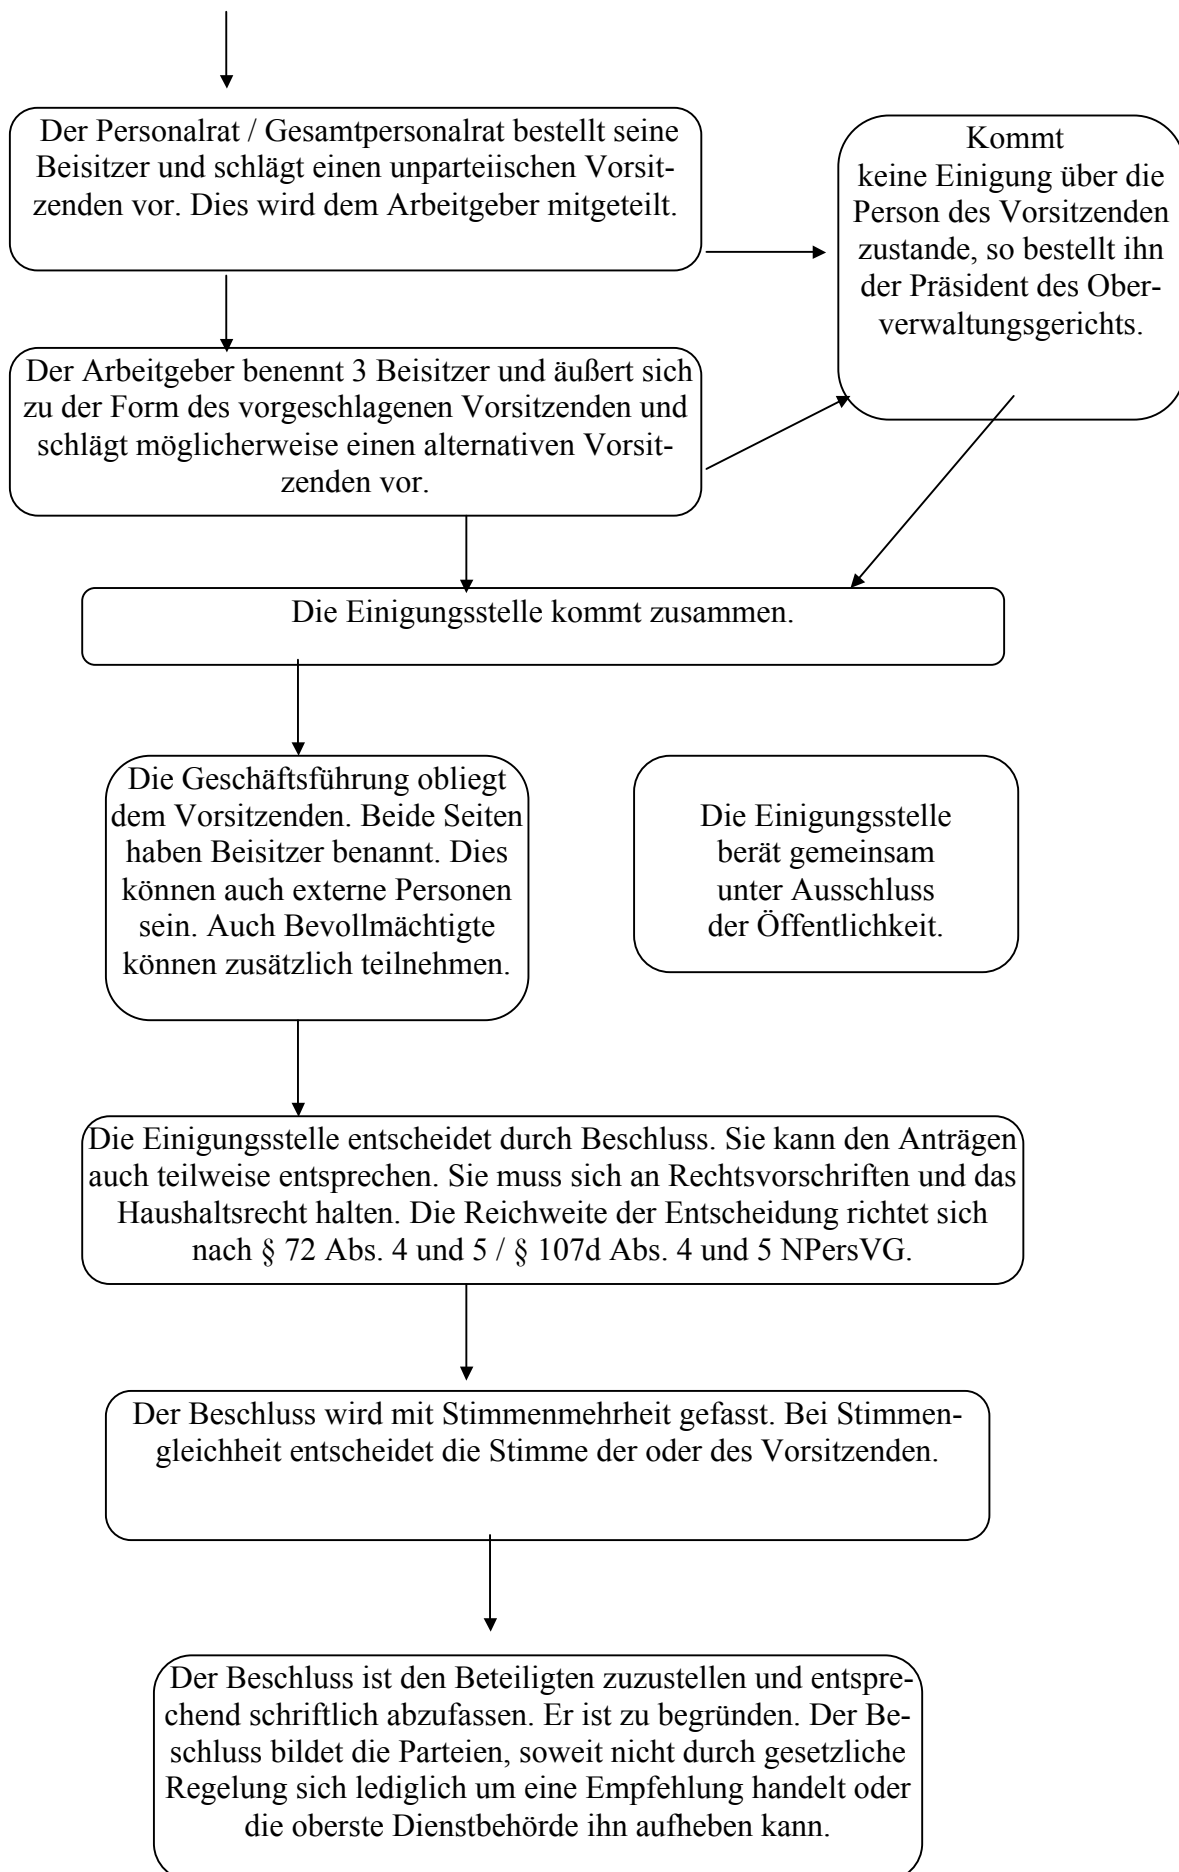 Der Personalrat / Gesamtpersonalrat bestellt seine
Beisitzer und schlägt einen unparteiischen Vorsit-
zenden vor. Dies wird dem Arbeitgeber mitgeteilt.
Kommt
keine Einigung über die
Person des Vorsitzenden
zustande, so bestellt ihn
der Präsident des Ober-
verwaltungsgerichts.
Der Arbeitgeber benennt 3 Beisitzer und äußert sich
zu der Form des vorgeschlagenen Vorsitzenden und
schlägt möglicherweise einen alternativen Vorsit-
zenden vor.
Die Einigungsstelle kommt zusammen.
Die Geschäftsführung obliegt
dem Vorsitzenden. Beide Seiten
haben Beisitzer benannt. Dies
können auch externe Personen
sein. Auch Bevollmächtigte
können zusätzlich teilnehmen.
Die Einigungsstelle
berät gemeinsam
unter Ausschluss
der Öffentlichkeit.
Die Einigungsstelle entscheidet durch Beschluss. Sie kann den Anträgen
auch teilweise entsprechen. Sie muss sich an Rechtsvorschriften und das
Haushaltsrecht halten. Die Reichweite der Entscheidung richtet sich
nach § 72 Abs. 4 und 5 / § 107d Abs. 4 und 5 NPersVG.
Der Beschluss wird mit Stimmenmehrheit gefasst. Bei Stimmen-
gleichheit entscheidet die Stimme der oder des Vorsitzenden.
Der Beschluss ist den Beteiligten zuzustellen und entspre-
chend schriftlich abzufassen. Er ist zu begründen. Der Be-
schluss bildet die Parteien, soweit nicht durch gesetzliche
Regelung sich lediglich um eine Empfehlung handelt oder
die oberste Dienstbehörde ihn aufheben kann.